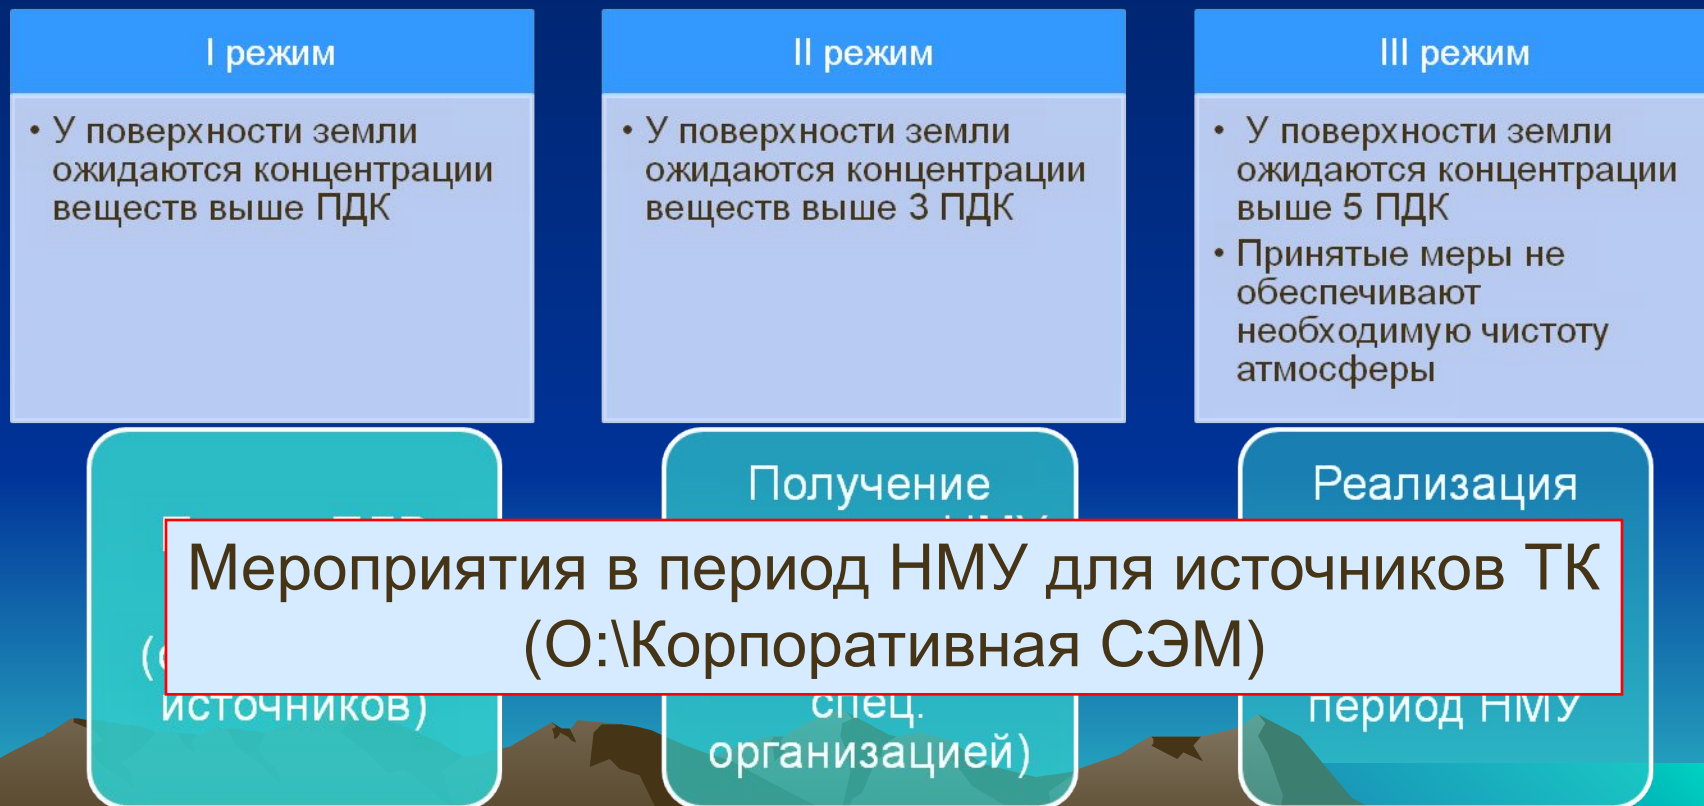 I режим
• У поверхности земли
ожидаются концентрации
веществ выше ПДК
II режим
• У поверхности земли
ожидаются концентрации
веществ выше 3 ПДК
III режим
• У поверхности земли
ожидаются концентрации
выше 5 ПДК
• Принятые меры не
обеспечивают
необходимую чистоту
атмосферы
источников)
Получение
НМУ
спец.
организацией)
Реализация
период НМУ
Мероприятия в период НМУ для источников ТК
(О:\Корпоративная СЭМ)